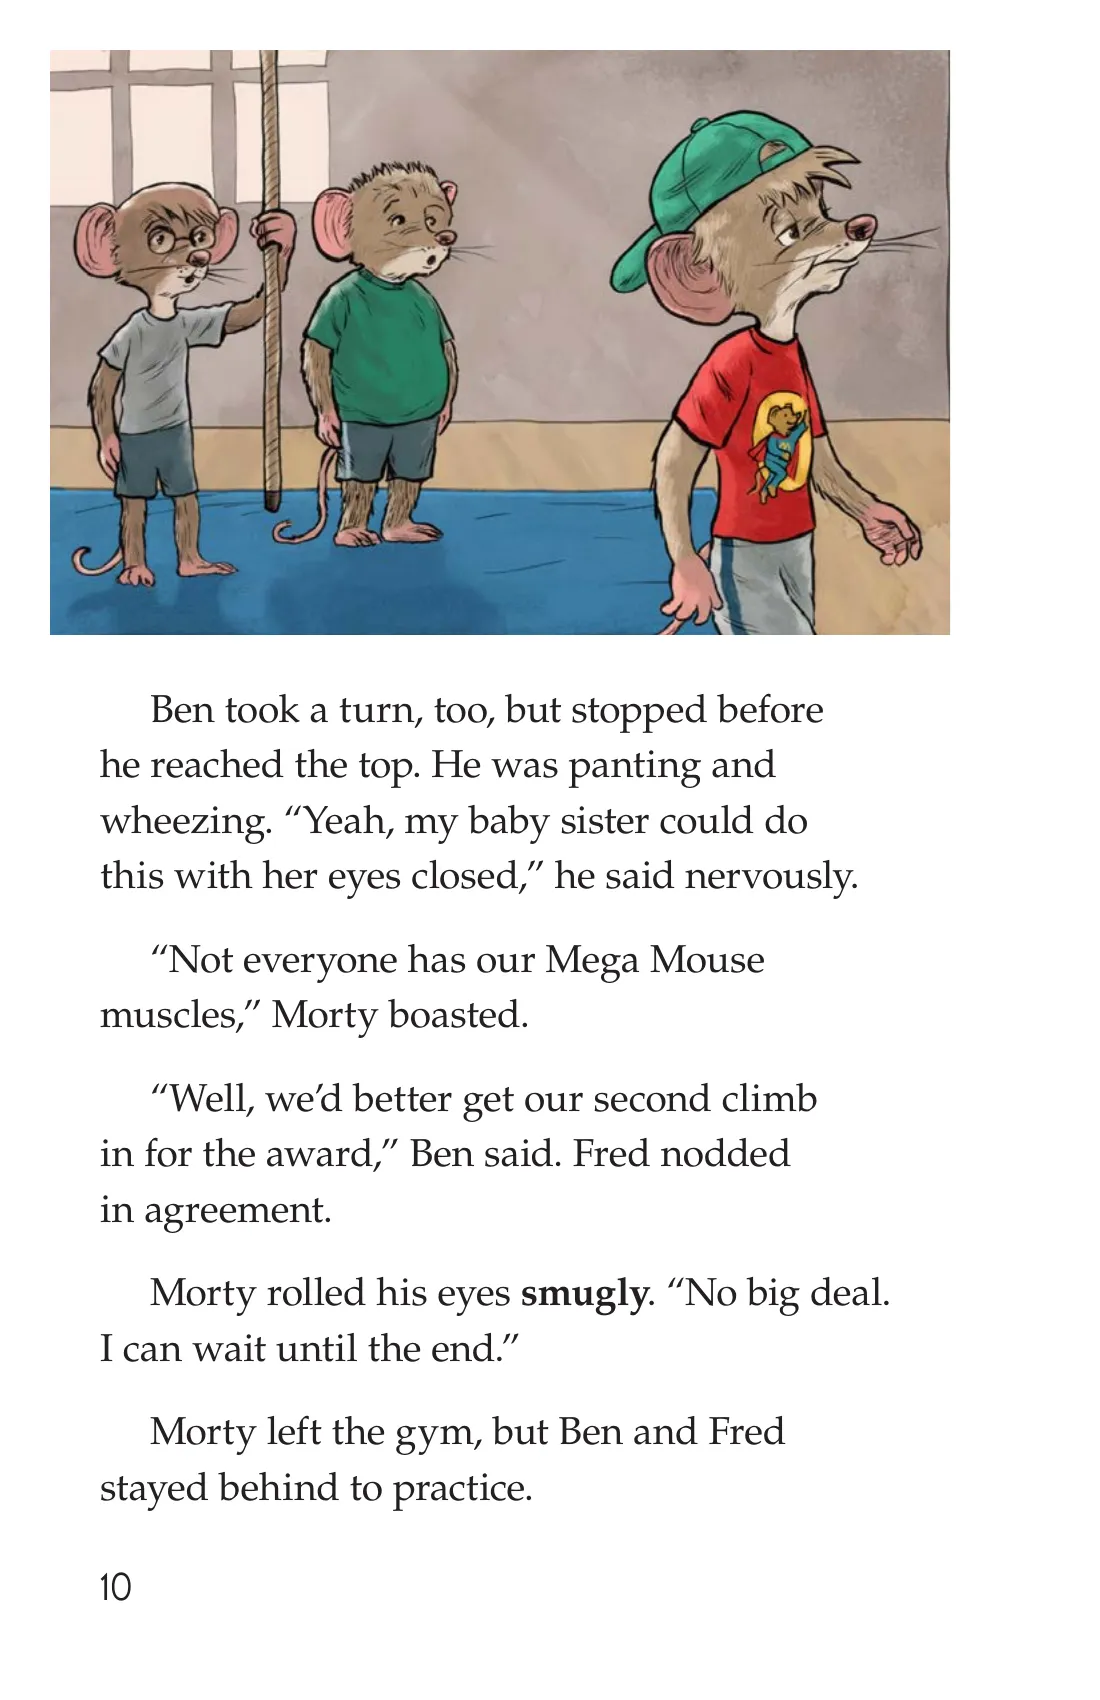 Ben took a turn, too, but stopped before
he reached the top. He was panting and
wheezing. “Yeah, my baby sister could do
this with her eyes closed,” he said nervously.
“Not everyone has our Mega Mouse
muscles,” Morty boasted.
“Well, we’d better get our second climb
in for the award,” Ben said. Fred nodded
in agreement.
Morty rolled his eyes smugly. “No big deal.
I can wait until the end.”
Morty left the gym, but Ben and Fred
stayed behind to practice.
10